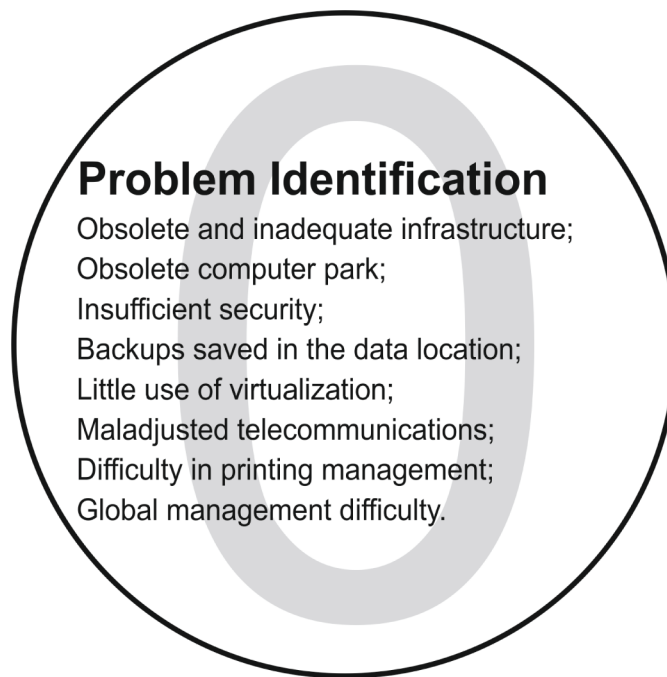 0
Problem Identification
Obsolete and inadequate infrastructure;
Obsolete computer park;
Insufficient security;
Backups saved in the data location;
Little use of virtualization;
Maladjusted telecommunications;
Difficulty in printing management;
Global management difficulty.